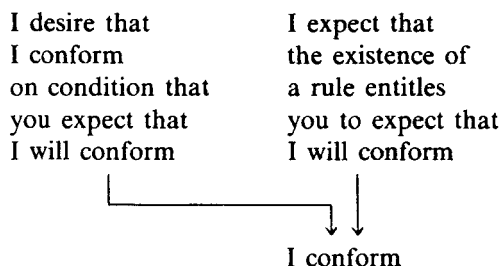 I desire that
I conform
on condition that
you expect that
I will conform
I expect that
the existence of
a rule entitles
you to expect that
I will conform
I conform